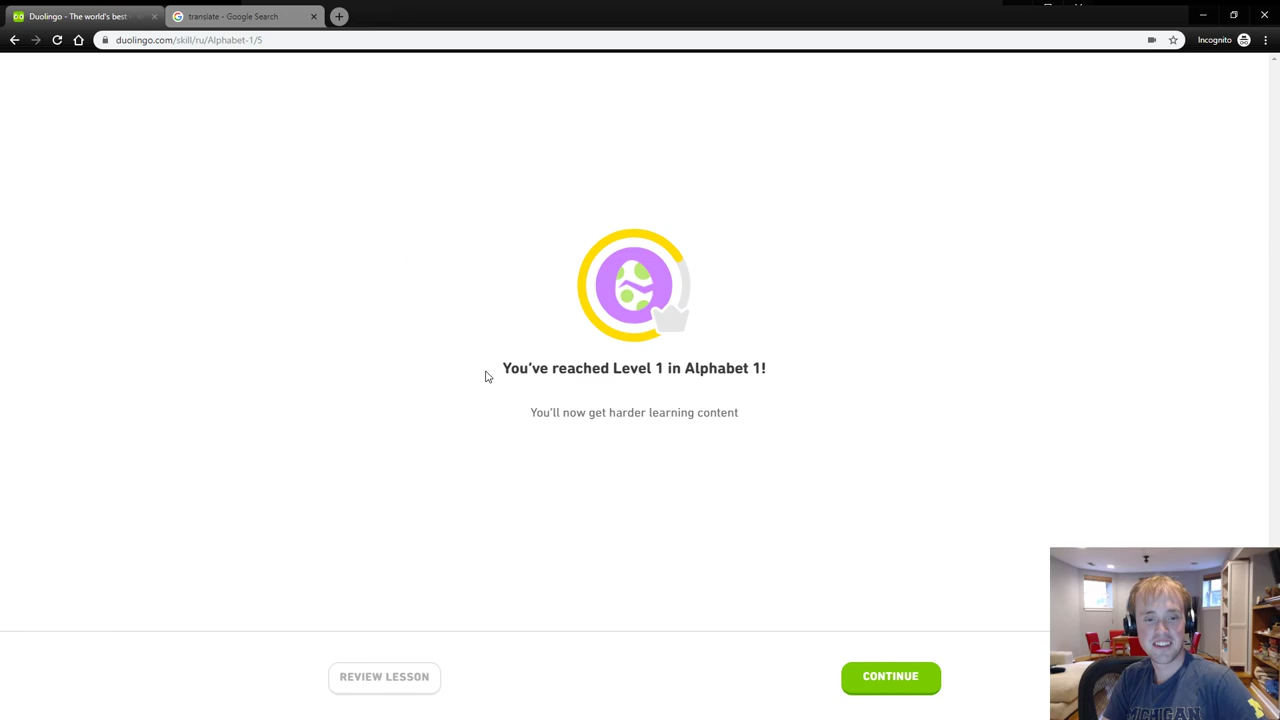 Duolingo - The world's best
translate - Google Search
duolingo.com/skill/ru/Alphabet-1/5
Incognito
You've reached Level 1 in Alphabet 1!
You'll now get harder learning content
REVIEW LESSON
CONTINUE
MICHIGAN